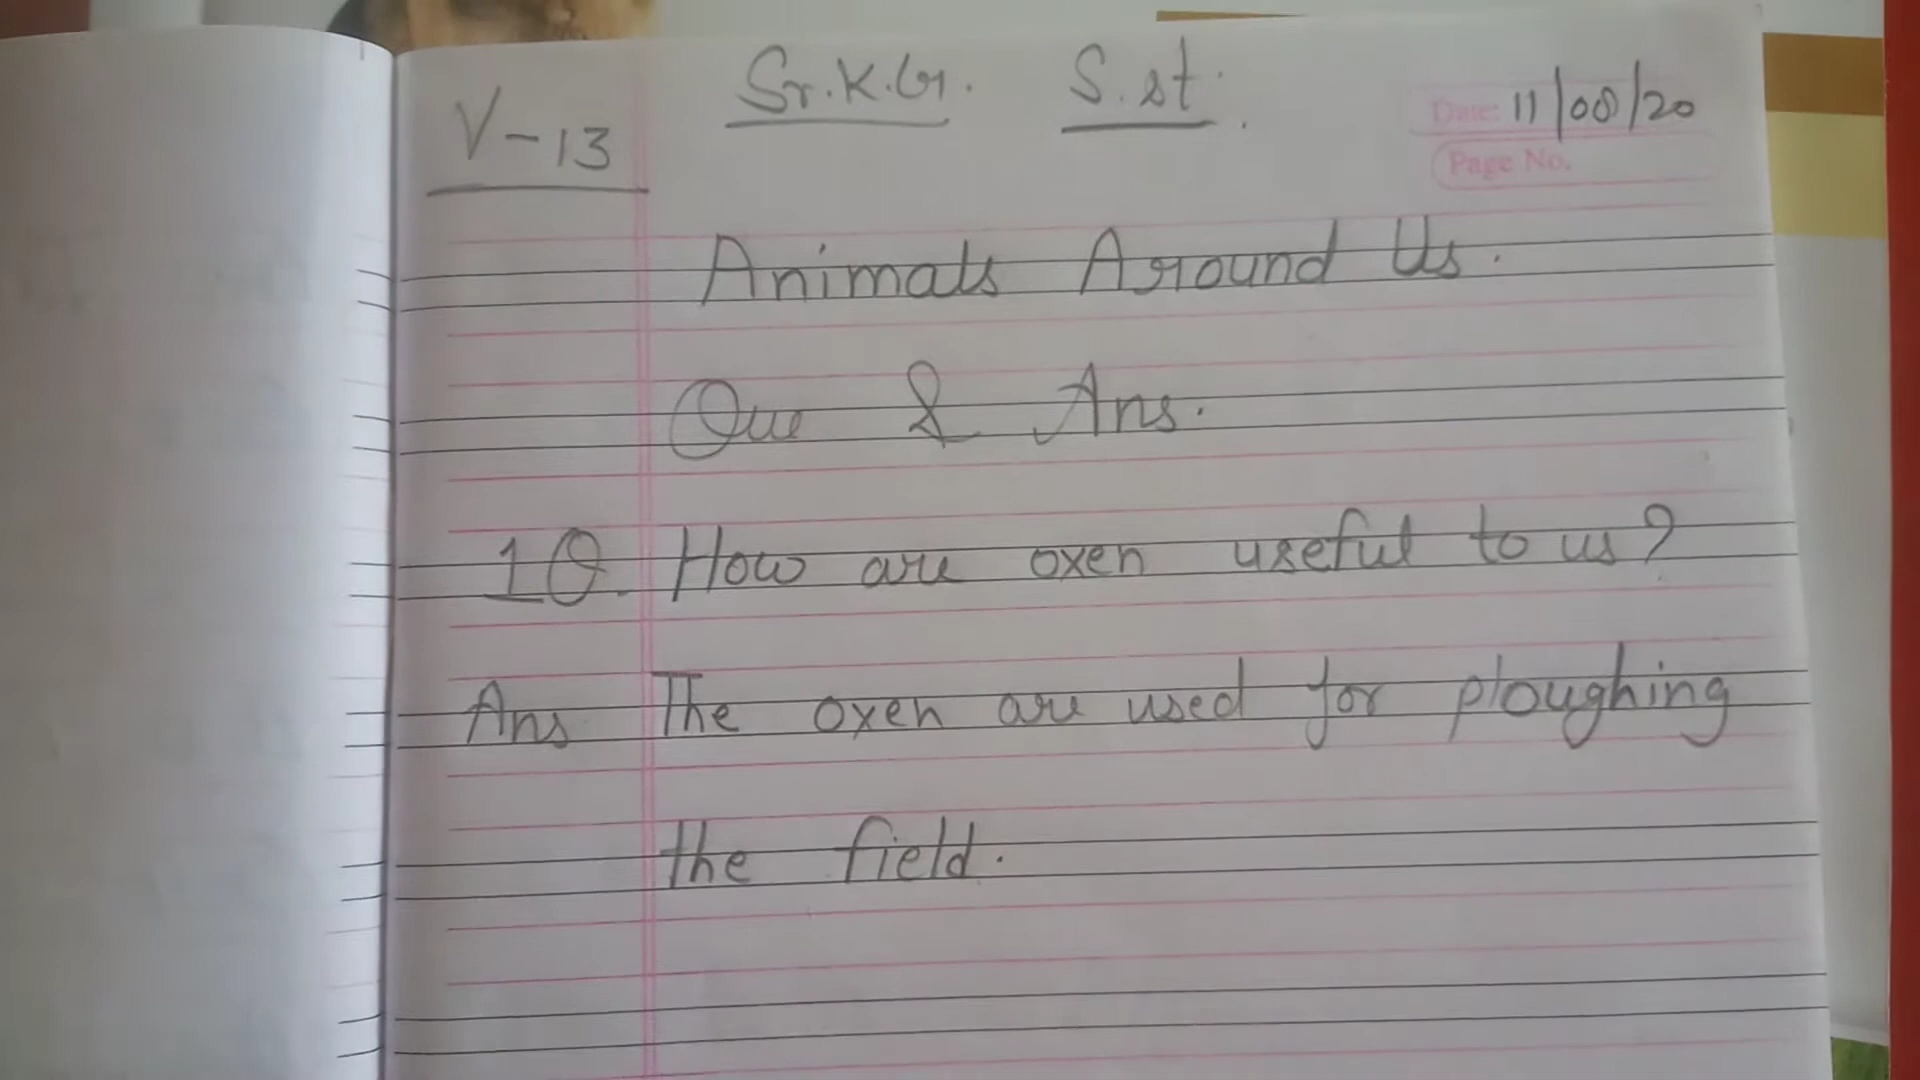 Sr.K.G. S.st.
V-13
Date: 11/08/20
Page No.
Animals Around Us.
Que & Ans.
1Q. How are oxen useful to us?
Ans The oxen are used for ploughing
the field.